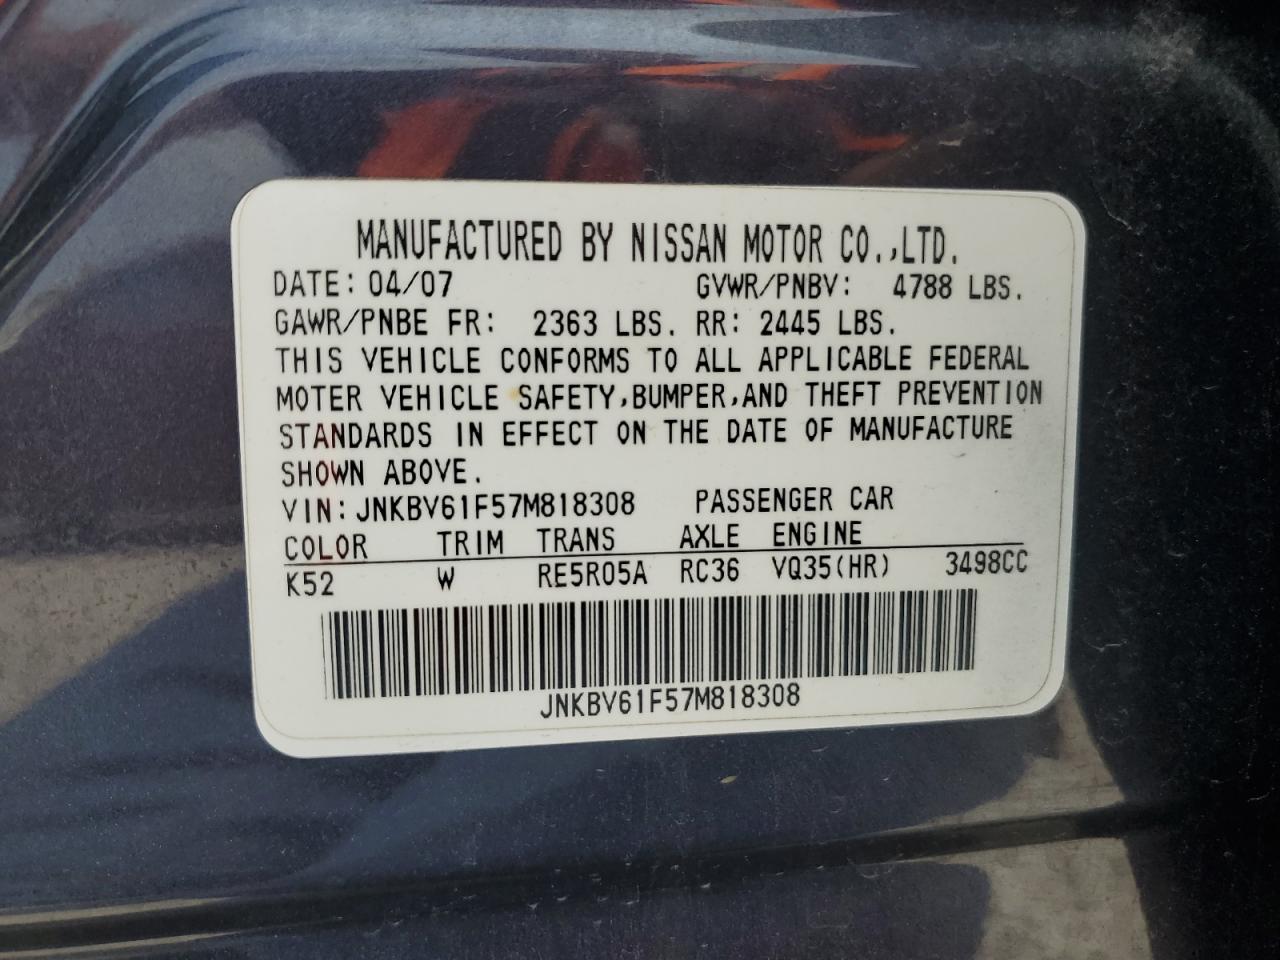 MANUFACTURED BY NISSAN MOTOR CO.,LTD.
DATE: 04/07 GVWR/PNBV: 4788 LBS.
GAWR/PNBE FR: 2363 LBS. RR: 2445 LBS.
THIS VEHICLE CONFORMS TO ALL APPLICABLE FEDERAL
MOTER VEHICLE SAFETY,BUMPER,AND THEFT PREVENTION
STANDARDS IN EFFECT ON THE DATE OF MANUFACTURE
SHOWN ABOVE.
VIN: JNKBV61F57M818308 PASSENGER CAR
COLOR TRIM TRANS AXLE ENGINE
K52 W RE5R05A RC36 VQ35(HR) 3498CC
JNKBV61F57M818308